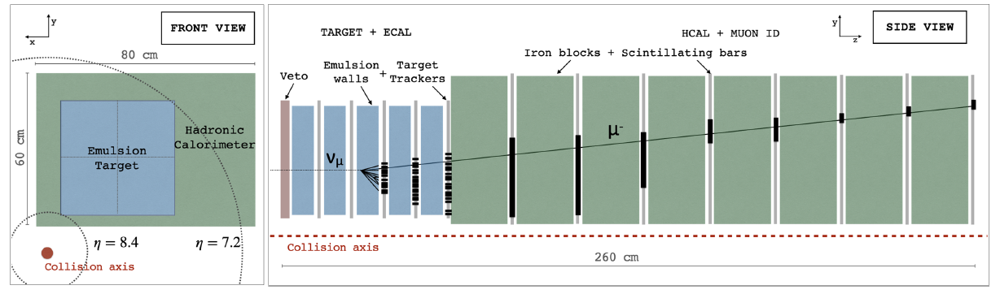 y
x
FRONT VIEW
80 cm
60 cm
Emulsion
Target
Hadronic
Calorimeter
η = 8.4
η = 7.2
Collision axis
y
z
SIDE VIEW
TARGET + ECAL
HCAL + MUON ID
Iron blocks + Scintillating bars
Veto
Emulsion
walls
+
Target
Trackers
νμ
μ-
Collision axis
260 cm